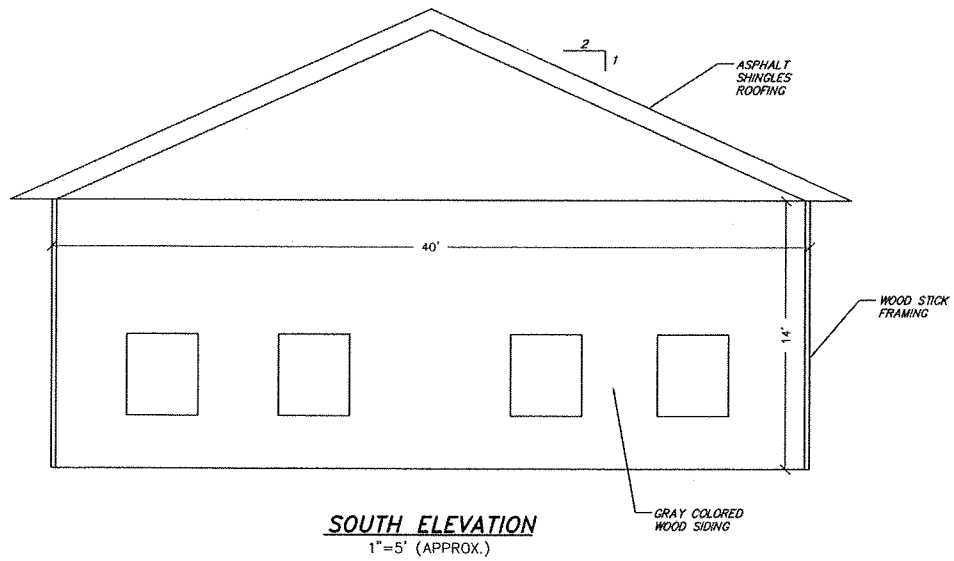 2
1
ASPHALT
SHINGLES
ROOFING
40'
14'
WOOD STICK
FRAMING
GRAY COLORED
WOOD SIDING
SOUTH ELEVATION
1"=5' (APPROX.)